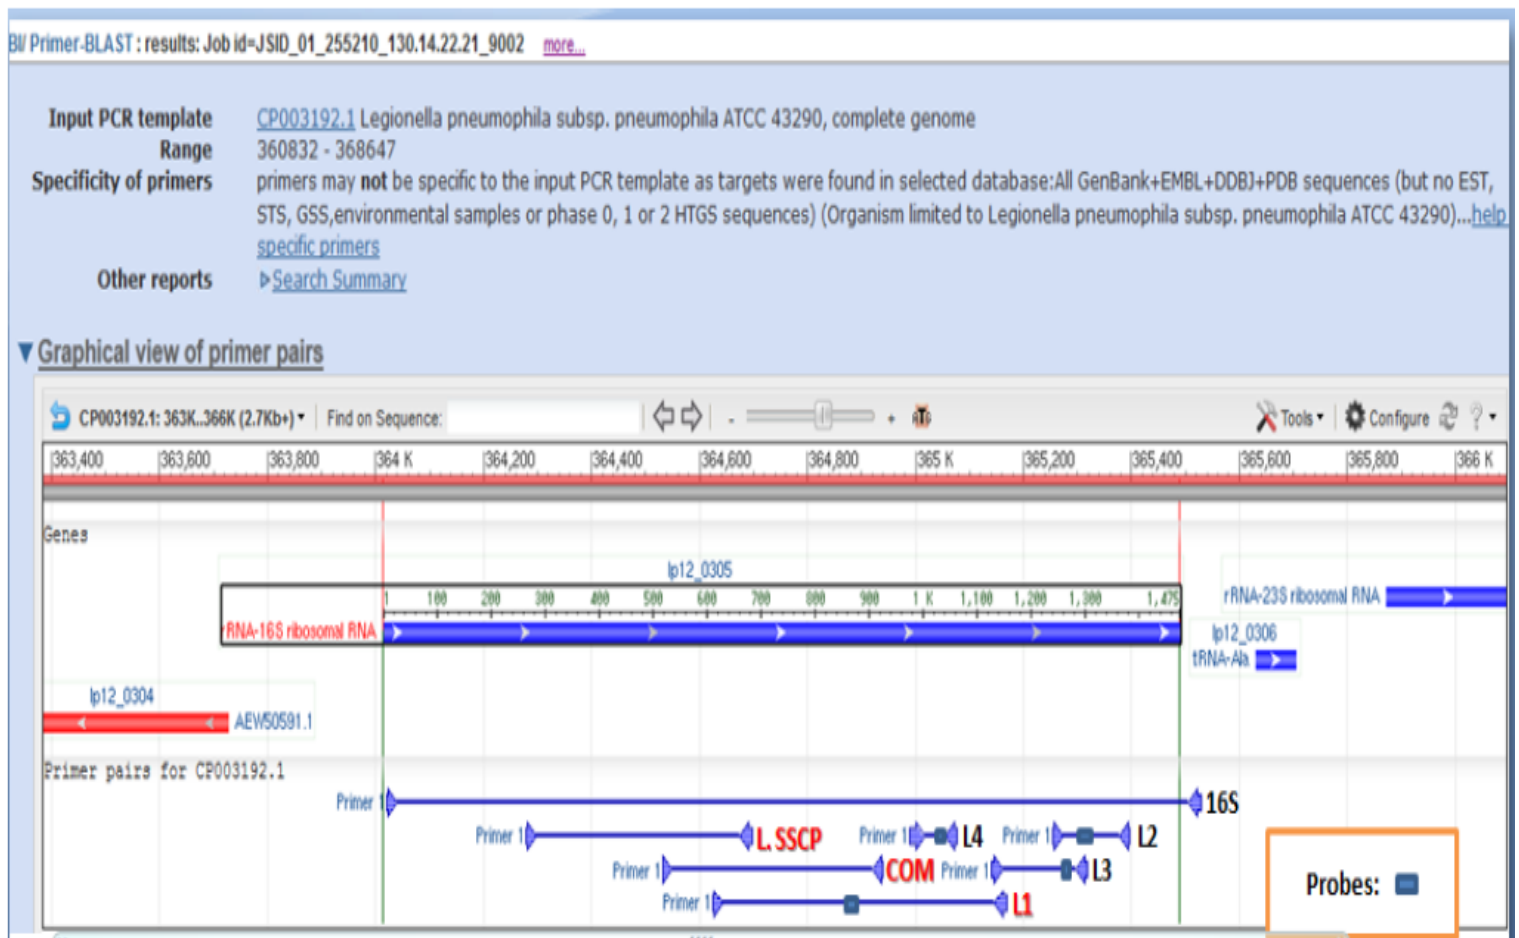 BI/ Primer-BLAST : results: Job id=JSID_01_255210_130.14.22.21_9002 more...
Input PCR template CP003192.1 Legionella pneumophila subsp. pneumophila ATCC 43290, complete genome
Range 360832 - 368647
Specificity of primers primers may not be specific to the input PCR template as targets were found in selected database:All GenBank+EMBL+DDBJ+PDB sequences (but no EST,
STS, GSS,environmental samples or phase 0, 1 or 2 HTGS sequences) (Organism limited to Legionella pneumophila subsp. pneumophila ATCC 43290)...help
specific primers
Other reports Search Summary
Graphical view of primer pairs
CP003192.1: 363K..366K (2.7Kb+) Find on Sequence: - + ATG Tools Configure ?
363,400 363,600 363,800 364 K 364,200 364,400 364,600 364,800 365 K 365,200 365,400 365,600 365,800 366 K
Genes
lp12_0305
1 100 200 300 400 500 600 700 800 900 1 K 1,100 1,200 1,300 1,475
rRNA-23S ribosomal RNA
rRNA-16S ribosomal RNA
lp12_0306
tRNA-Ala
lp12_0304
AEW50591.1
Primer pairs for CP003192.1
Primer 1 16S
Primer 1 L.SSCP Primer 1 L4 Primer 1 L2
Primer 1 COM Primer 1 L3
Primer 1 L1
Probes: